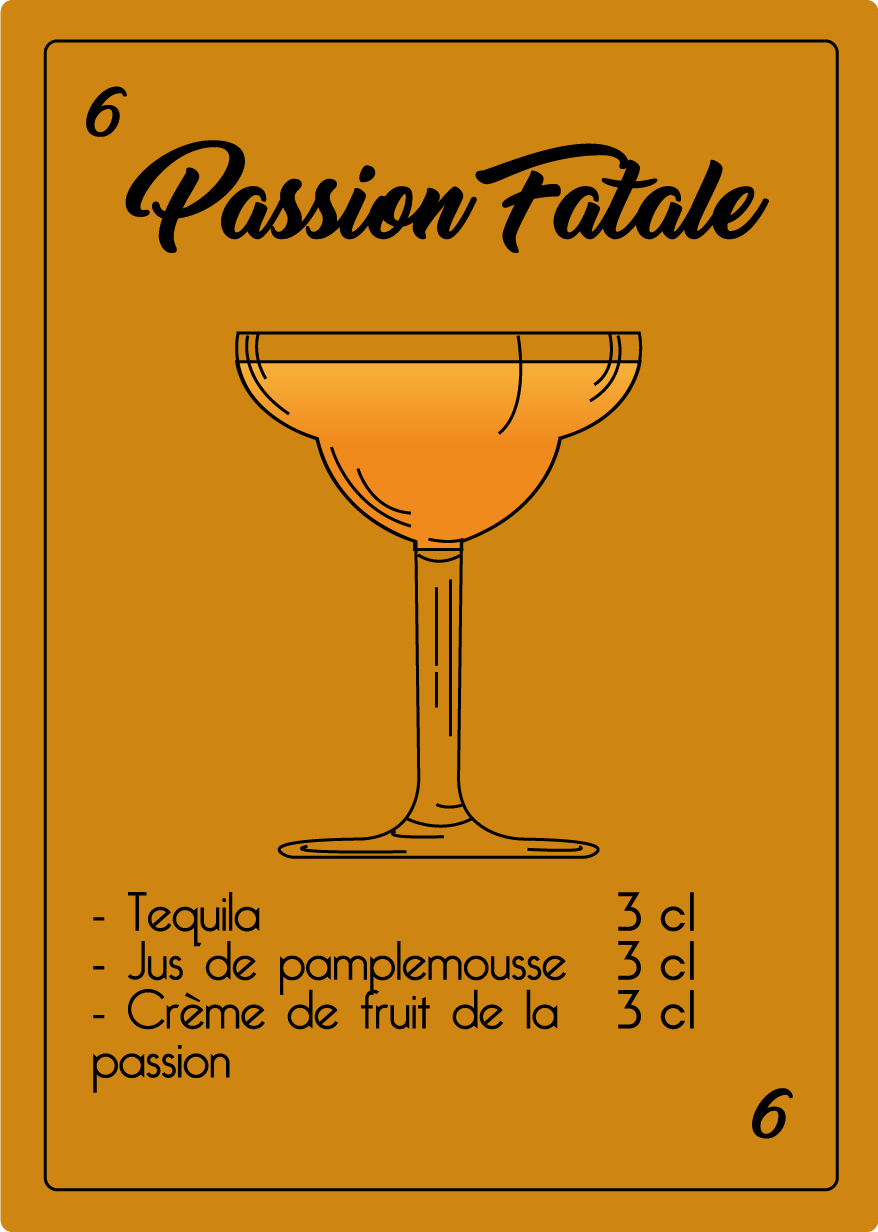 6
Passion Fatale
- Tequila 3 cl
- Jus de pamplemousse 3 cl
- Crème de fruit de la 3 cl
passion
6